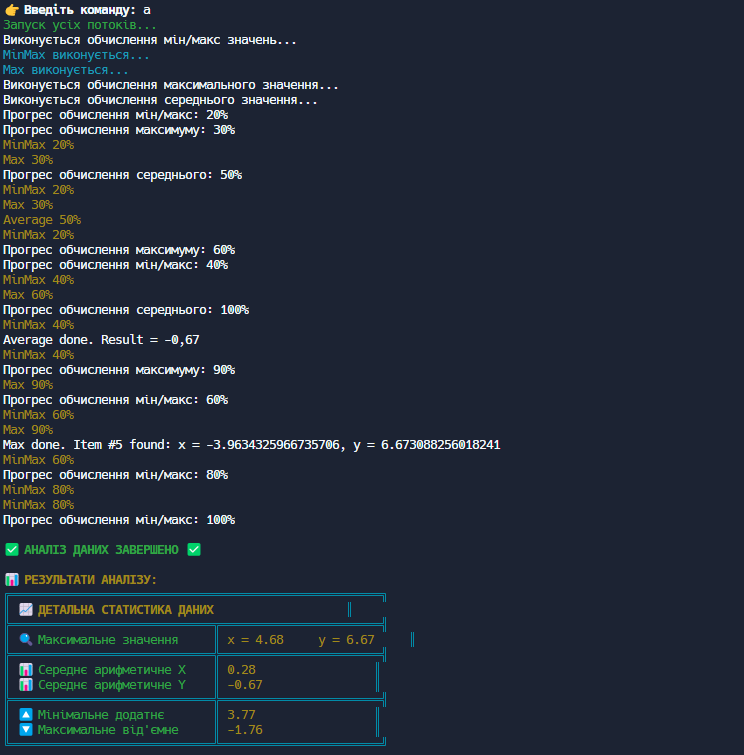 👉 Введіть команду: a
Запуск усіх потоків...
Виконується обчислення мін/макс значень...
MinMax виконується...
Max виконується...
Виконується обчислення максимального значення...
Виконується обчислення середнього значення...
Прогрес обчислення мін/макс: 20%
Прогрес обчислення максимуму: 30%
MinMax 20%
Max 30%
Прогрес обчислення середнього: 50%
MinMax 20%
Max 30%
Average 50%
MinMax 20%
Прогрес обчислення максимуму: 60%
Прогрес обчислення мін/макс: 40%
MinMax 40%
Max 60%
Прогрес обчислення середнього: 100%
MinMax 40%
Average done. Result = -0,67
MinMax 40%
Прогрес обчислення максимуму: 90%
Max 90%
Прогрес обчислення мін/макс: 60%
MinMax 60%
Max 90%
Max done. Item #5 found: x = -3.9634325966735706, y = 6.673088256018241
MinMax 60%
Прогрес обчислення мін/макс: 80%
MinMax 80%
MinMax 80%
Прогрес обчислення мін/макс: 100%
✅ АНАЛІЗ ДАНИХ ЗАВЕРШЕНО ✅
📊 РЕЗУЛЬТАТИ АНАЛІЗУ:
📈 ДЕТАЛЬНА СТАТИСТИКА ДАНИХ
🔍 Максимальне значення x = 4.68 y = 6.67
📊 Середнє арифметичне X 0.28
📊 Середнє арифметичне Y -0.67
🔼 Мінімальне додатнє 3.77
🔽 Максимальне від'ємне -1.76